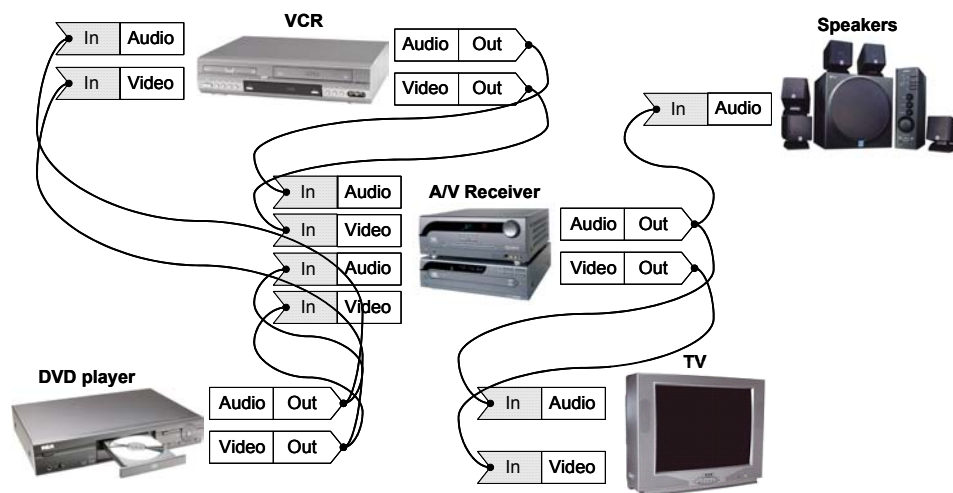 VCR
In Audio
Audio Out
In Video
Video Out
Speakers
In Audio
A/V Receiver
In Audio
In Video
In Audio
In Video
Audio Out
Video Out
DVD player
Audio Out
Video Out
TV
In Audio
In Video